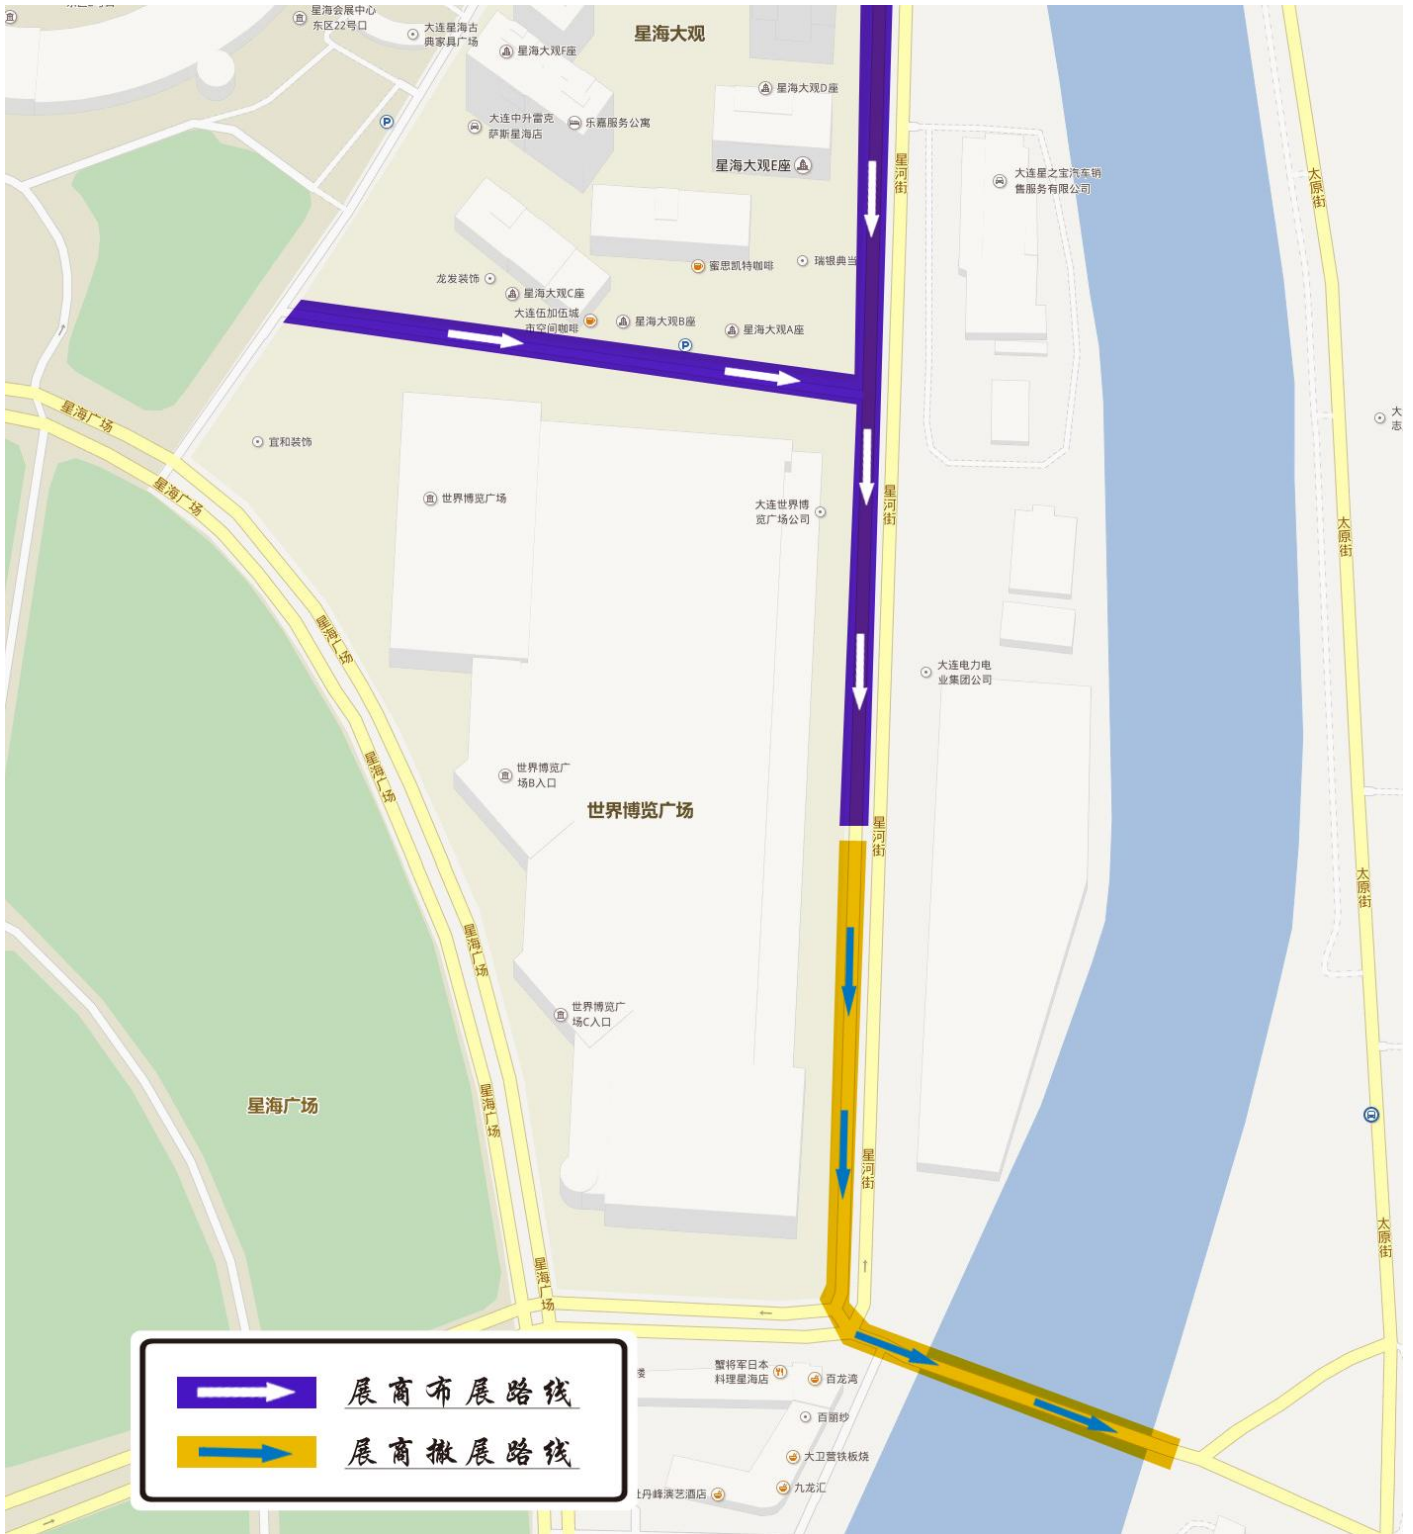 星海会展中心
东区22号口
大连星海古
典家具广场
星海大观
星海大观F座
星海大观D座
大连中升雷克
萨斯星海店
乐嘉服务公寓
星海大观E座
星河街
大连星之宝汽车销
售服务有限公司
太原街
龙发装饰
蜜思凯特咖啡
瑞银典当
星海大观C座
大连伍加伍城
市空间咖啡
星海大观B座
星海大观A座
星海广场
宜和装饰
星海广场
世界博览广场
大连世界博
览广场公司
星河街
太原街
大
志
星海广场
大连电力电
业集团公司
星海广场
世界博览广
场B入口
世界博览广场
星河街
太原街
星海广场
世界博览广
场C入口
星海广场
星海广场
星河街
太原街
星海广场
蟹将军日本
料理星海店
百龙湾
百丽纱
大卫营铁板烧
九龙汇
牡丹峰演艺酒店
展商布展路线
展商撤展路线